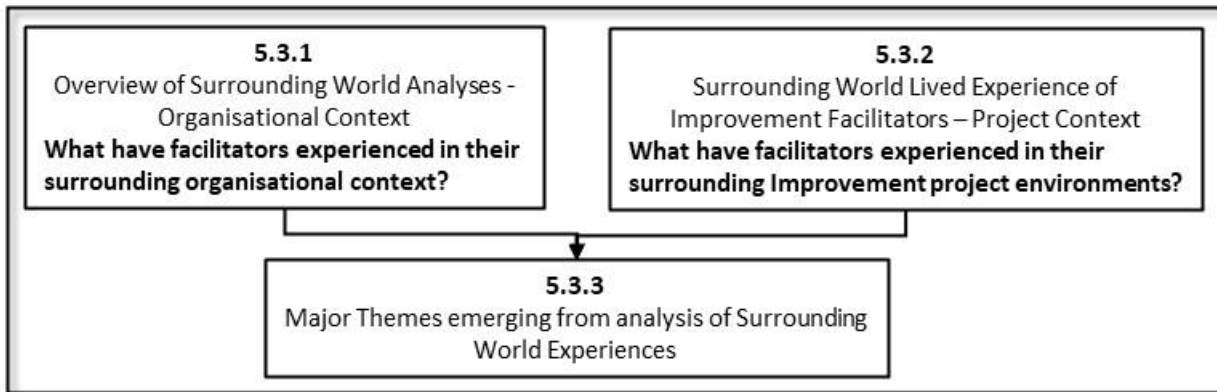 5.3.1
Overview of Surrounding World Analyses -
Organisational Context
What have facilitators experienced in their
surrounding organisational context?
5.3.2
Surrounding World Lived Experience of
Improvement Facilitators – Project Context
What have facilitators experienced in their
surrounding Improvement project environments?
5.3.3
Major Themes emerging from analysis of Surrounding
World Experiences